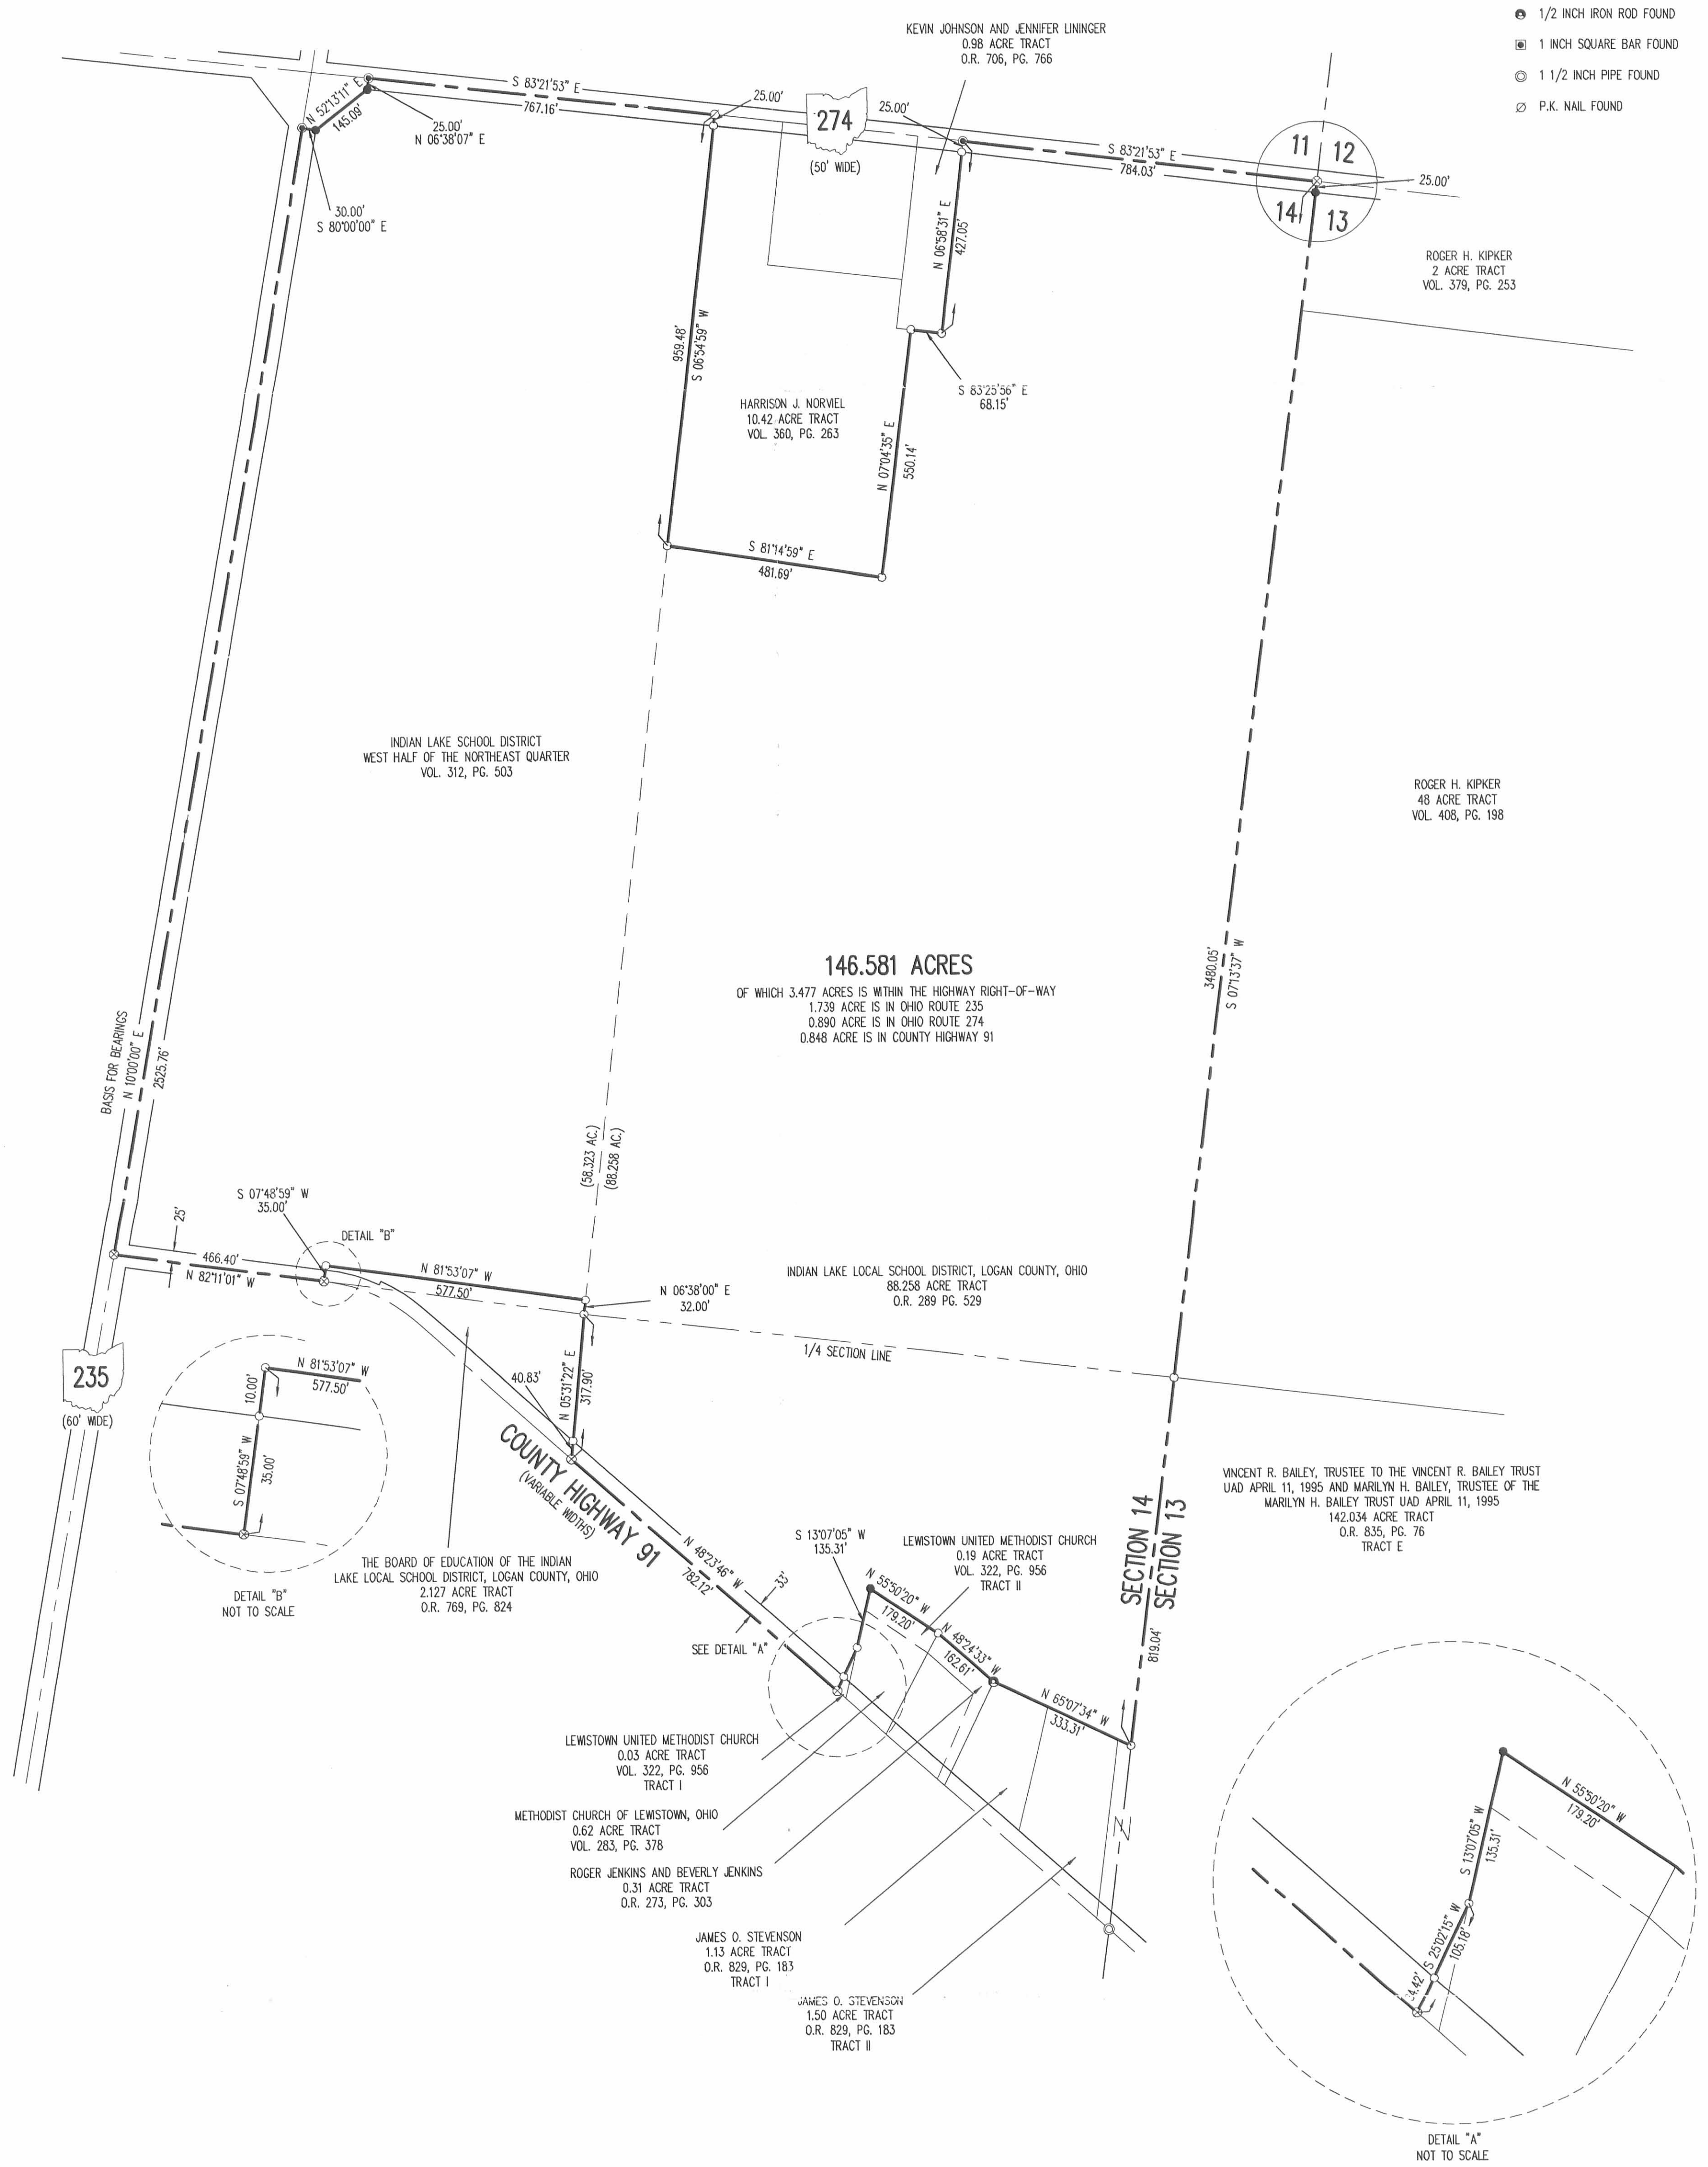 1/2 INCH IRON ROD FOUND
1 INCH SQUARE BAR FOUND
1 1/2 INCH PIPE FOUND
P.K. NAIL FOUND
KEVIN JOHNSON AND JENNIFER LININGER
0.98 ACRE TRACT
O.R. 706, PG. 766
N 52°13'11" E
145.09'
25.00'
N 06°38'07" E
S 83°21'53" E
767.16'
25.00'
274
(50' WIDE)
25.00'
S 83°21'53" E
784.03'
11
12
14
13
25.00'
30.00'
S 80°00'00" E
N 06°58'31" E
427.05'
ROGER H. KIPKER
2 ACRE TRACT
VOL. 379, PG. 253
959.48'
S 06°54'59" W
S 83°25'56" E
68.15'
HARRISON J. NORVIEL
10.42 ACRE TRACT
VOL. 360, PG. 263
N 07°04'35" E
550.14'
S 81°14'59" E
481.69'
INDIAN LAKE SCHOOL DISTRICT
WEST HALF OF THE NORTHEAST QUARTER
VOL. 312, PG. 503
ROGER H. KIPKER
48 ACRE TRACT
VOL. 408, PG. 198
146.581 ACRES
OF WHICH 3.477 ACRES IS WITHIN THE HIGHWAY RIGHT-OF-WAY
1.739 ACRE IS IN OHIO ROUTE 235
0.890 ACRE IS IN OHIO ROUTE 274
0.848 ACRE IS IN COUNTY HIGHWAY 91
3480.05'
S 07°13'37" W
BASIS FOR BEARINGS
N 10°00'00" E
2525.76'
(58.323 AC.)
(88.258 AC.)
S 07°48'59" W
35.00'
25'
DETAIL "B"
466.40'
N 82°11'01" W
N 81°53'07" W
577.50'
N 06°38'00" E
32.00'
INDIAN LAKE LOCAL SCHOOL DISTRICT, LOGAN COUNTY, OHIO
88.258 ACRE TRACT
O.R. 289 PG. 529
1/4 SECTION LINE
235
(60' WIDE)
N 81°53'07" W
577.50'
10.00'
S 07°48'59" W
35.00'
DETAIL "B"
NOT TO SCALE
40.83'
N 05°31'22" E
317.90'
COUNTY HIGHWAY 91
(VARIABLE WIDTHS)
THE BOARD OF EDUCATION OF THE INDIAN
LAKE LOCAL SCHOOL DISTRICT, LOGAN COUNTY, OHIO
2.127 ACRE TRACT
O.R. 769, PG. 824
N 48°23'46" W
782.12'
33'
SEE DETAIL "A"
S 13°07'05" W
135.31'
LEWISTOWN UNITED METHODIST CHURCH
0.19 ACRE TRACT
VOL. 322, PG. 956
TRACT II
N 55°50'20" W
179.20'
N 48°24'33" W
162.61'
N 65°07'34" W
333.31'
SECTION 14
SECTION 13
819.04'
VINCENT R. BAILEY, TRUSTEE TO THE VINCENT R. BAILEY TRUST
UAD APRIL 11, 1995 AND MARILYN H. BAILEY, TRUSTEE OF THE
MARILYN H. BAILEY TRUST UAD APRIL 11, 1995
142.034 ACRE TRACT
O.R. 835, PG. 76
TRACT E
LEWISTOWN UNITED METHODIST CHURCH
0.03 ACRE TRACT
VOL. 322, PG. 956
TRACT I
METHODIST CHURCH OF LEWISTOWN, OHIO
0.62 ACRE TRACT
VOL. 283, PG. 378
ROGER JENKINS AND BEVERLY JENKINS
0.31 ACRE TRACT
O.R. 273, PG. 303
JAMES O. STEVENSON
1.13 ACRE TRACT
O.R. 829, PG. 183
TRACT I
JAMES O. STEVENSON
1.50 ACRE TRACT
O.R. 829, PG. 183
TRACT II
N 55°50'20" W
179.20'
S 13°07'05" W
135.31'
S 25°02'15" W
105.18'
DETAIL "A"
NOT TO SCALE